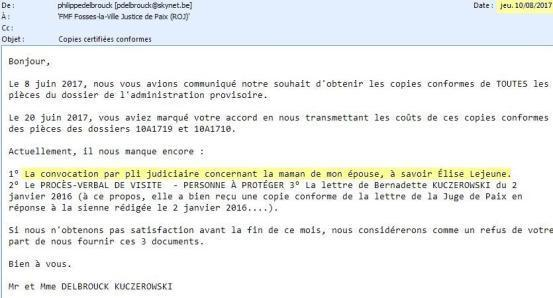 De : philippedelbrouck [pdelbrouck@skynet.be] Date : jeu. 10/08/2017
À : 'FMF Fosses-la-Ville Justice de Paix (ROJ)'
Cc :
Objet : Copies certifiées conformes
Bonjour,
Le 8 juin 2017, nous vous avions communiqué notre souhait d'obtenir les copies conformes de TOUTES les
pièces du dossier de l'administration provisoire.
Le 20 juin 2017, vous aviez marqué votre accord en nous transmettant les coûts de ces copies conformes
des pièces des dossiers 10A1719 et 10A1710.
Actuellement, il nous manque encore :
1° La convocation par pli judiciaire concernant la maman de mon épouse, à savoir Élise Lejeune.
2° Le PROCÈS-VERBAL DE VISITE - PERSONNE À PROTÉGER 3° La lettre de Bernadette KUCZEROWSKI du 2
janvier 2016 (à ce propos, elle a bien reçu une copie conforme de la lettre de la Juge de Paix en
réponse à la sienne rédigée le 2 janvier 2016....).
Si nous n'obtenons pas satisfaction avant la fin de ce mois, nous considérerons comme un refus de votre
part de nous fournir ces 3 documents.
Bien à vous.
Mr et Mme DELBROUCK KUCZEROWSKI